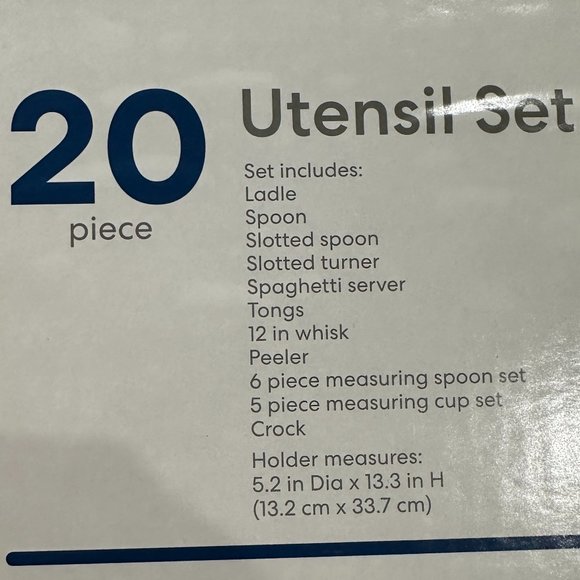 20
piece
Utensil Set
Set includes:
Ladle
Spoon
Slotted spoon
Slotted turner
Spaghetti server
Tongs
12 in whisk
Peeler
6 piece measuring spoon set
5 piece measuring cup set
Crock
Holder measures:
5.2 in Dia x 13.3 in H
(13.2 cm x 33.7 cm)